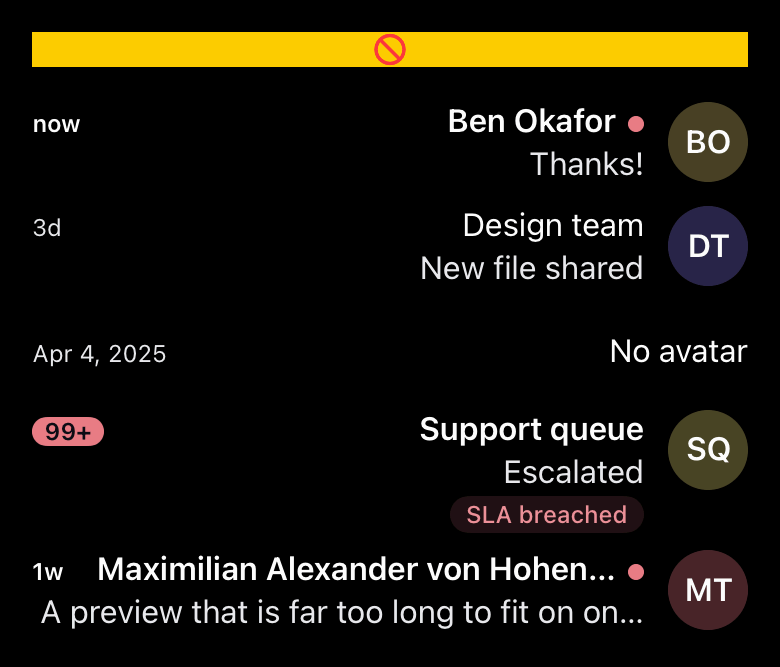 now
Ben Okafor
Thanks!
BO
3d
Design team
New file shared
DT
Apr 4, 2025
No avatar
99+
Support queue
Escalated
SLA breached
SQ
1w
Maximilian Alexander von Hohen...
A preview that is far too long to fit on on...
MT